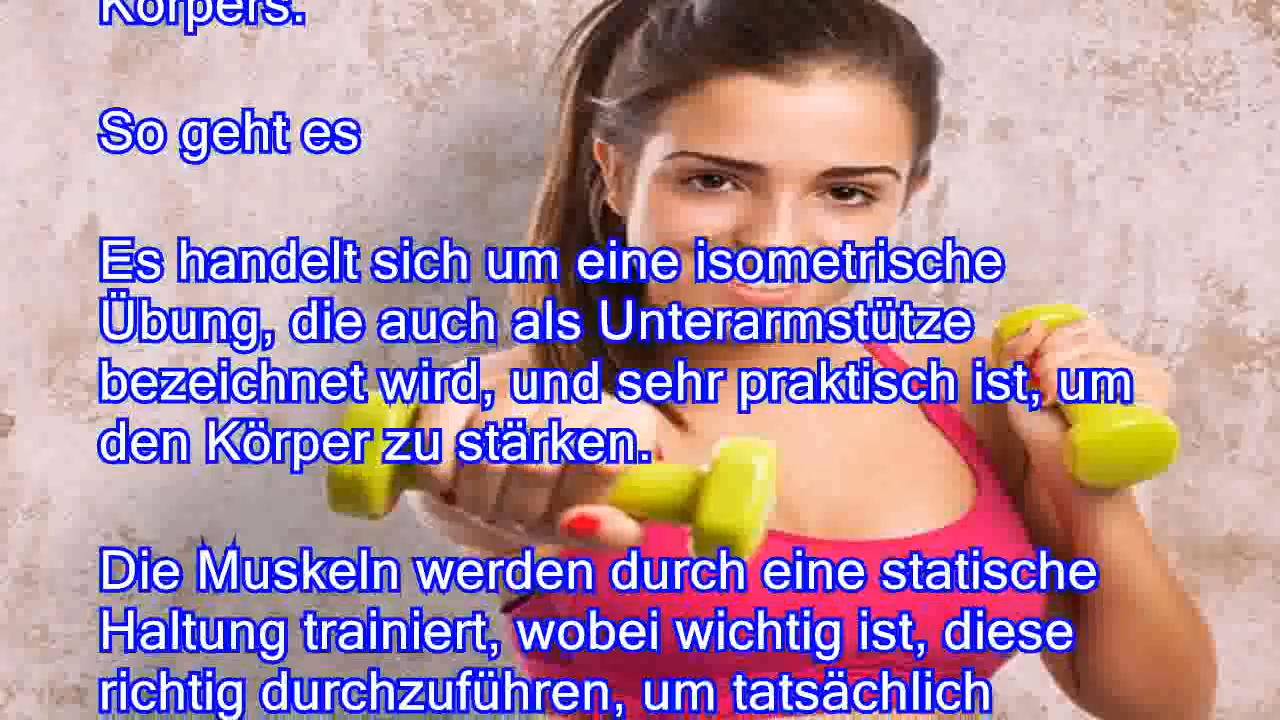 Körpers.
So geht es
Es handelt sich um eine isometrische
Übung, die auch als Unterarmstütze
bezeichnet wird, und sehr praktisch ist, um
den Körper zu stärken.
Die Muskeln werden durch eine statische
Haltung trainiert, wobei wichtig ist, diese
richtig durchzuführen, um tatsächlich